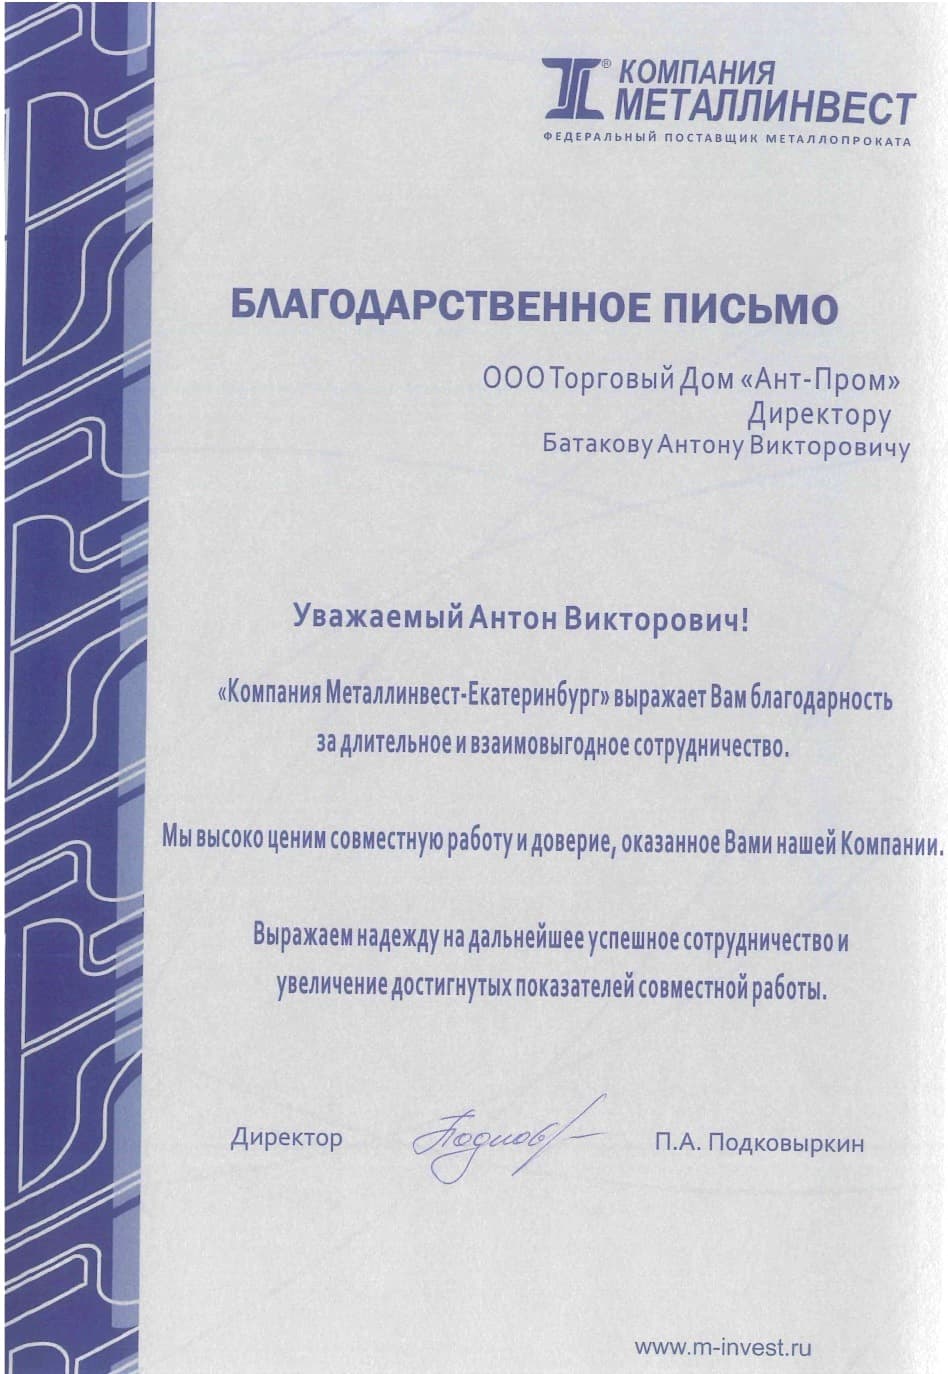 КОМПАНИЯ
МЕТАЛЛИНВЕСТ
ФЕДЕРАЛЬНЫЙ ПОСТАВЩИК МЕТАЛЛОПРОКАТА
БЛАГОДАРСТВЕННОЕ ПИСЬМО
ООО Торговый Дом «Ант-Пром»
Директору
Батакову Антону Викторовичу
Уважаемый Антон Викторович!
«Компания Металлинвест-Екатеринбург» выражает Вам благодарность
за длительное и взаимовыгодное сотрудничество.
Мы высоко ценим совместную работу и доверие, оказанное Вами нашей Компании.
Выражаем надежду на дальнейшее успешное сотрудничество и
увеличение достигнутых показателей совместной работы.
Директор П.А. Подковыркин
www.m-invest.ru